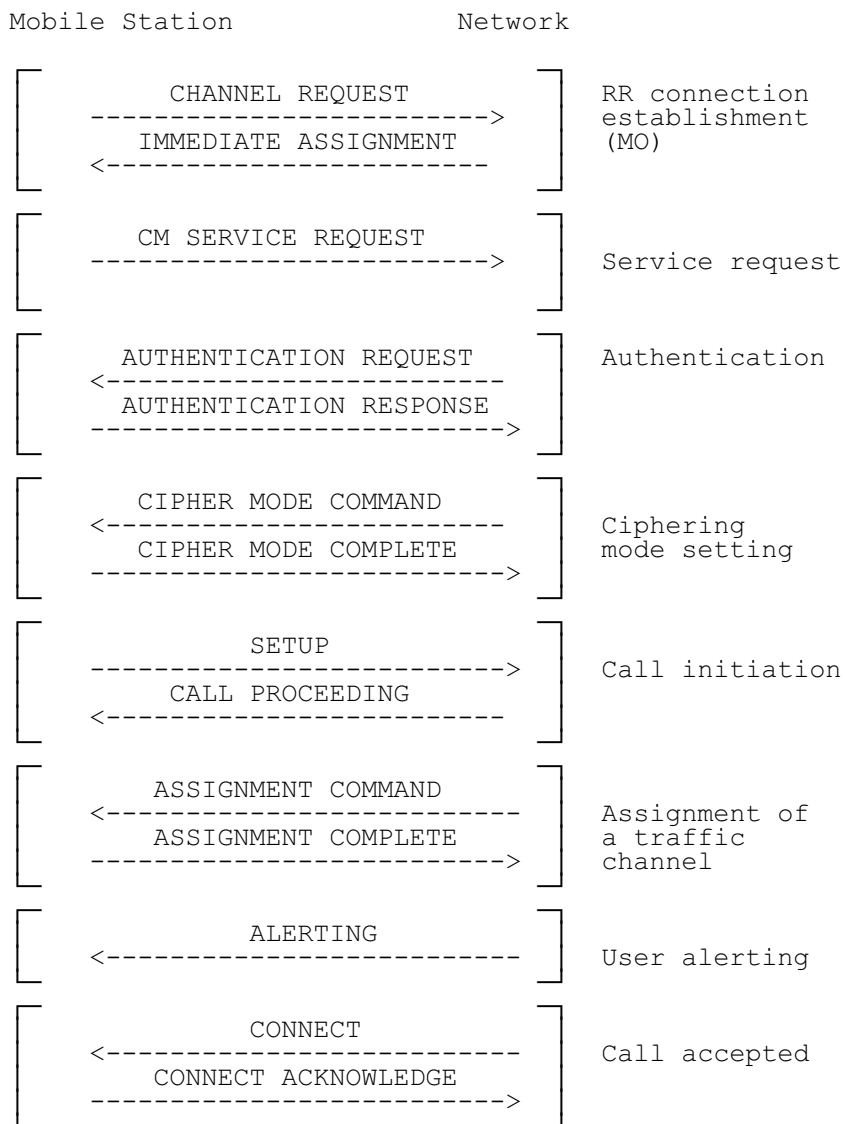 Mobile Station Network
CHANNEL REQUEST RR connection
-------------------------> establishment
IMMEDIATE ASSIGNMENT (MO)
<------------------------
CM SERVICE REQUEST
-------------------------> Service request
AUTHENTICATION REQUEST Authentication
<-------------------------
AUTHENTICATION RESPONSE
-------------------------->
CIPHER MODE COMMAND
<------------------------- Ciphering
CIPHER MODE COMPLETE mode setting
-------------------------->
SETUP
--------------------------> Call initiation
CALL PROCEEDING
<-------------------------
ASSIGNMENT COMMAND
<-------------------------- Assignment of
ASSIGNMENT COMPLETE a traffic
--------------------------> channel
ALERTING
<-------------------------- User alerting
CONNECT
<-------------------------- Call accepted
CONNECT ACKNOWLEDGE
-------------------------->